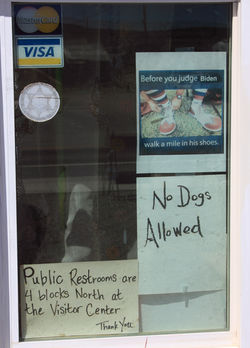 MasterCard
VISA
Before you judge Biden
walk a mile in his shoes.
No Dogs
Allowed
Public Restrooms are
4 blocks North at
the Visitor Center
Thank You